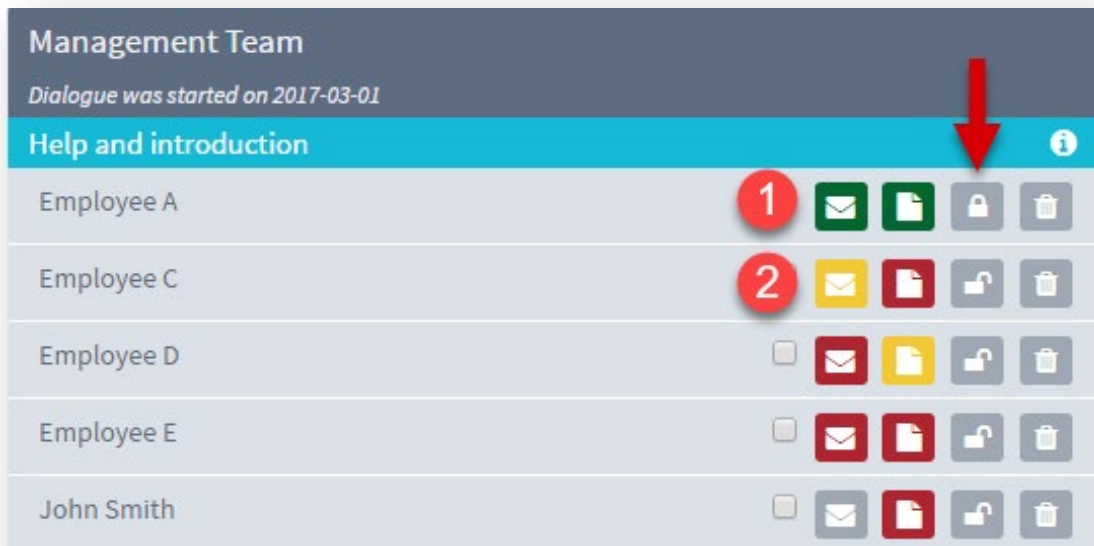 Management Team
Dialogue was started on 2017-03-01
Help and introduction
Employee A 1
Employee C 2
Employee D
Employee E
John Smith